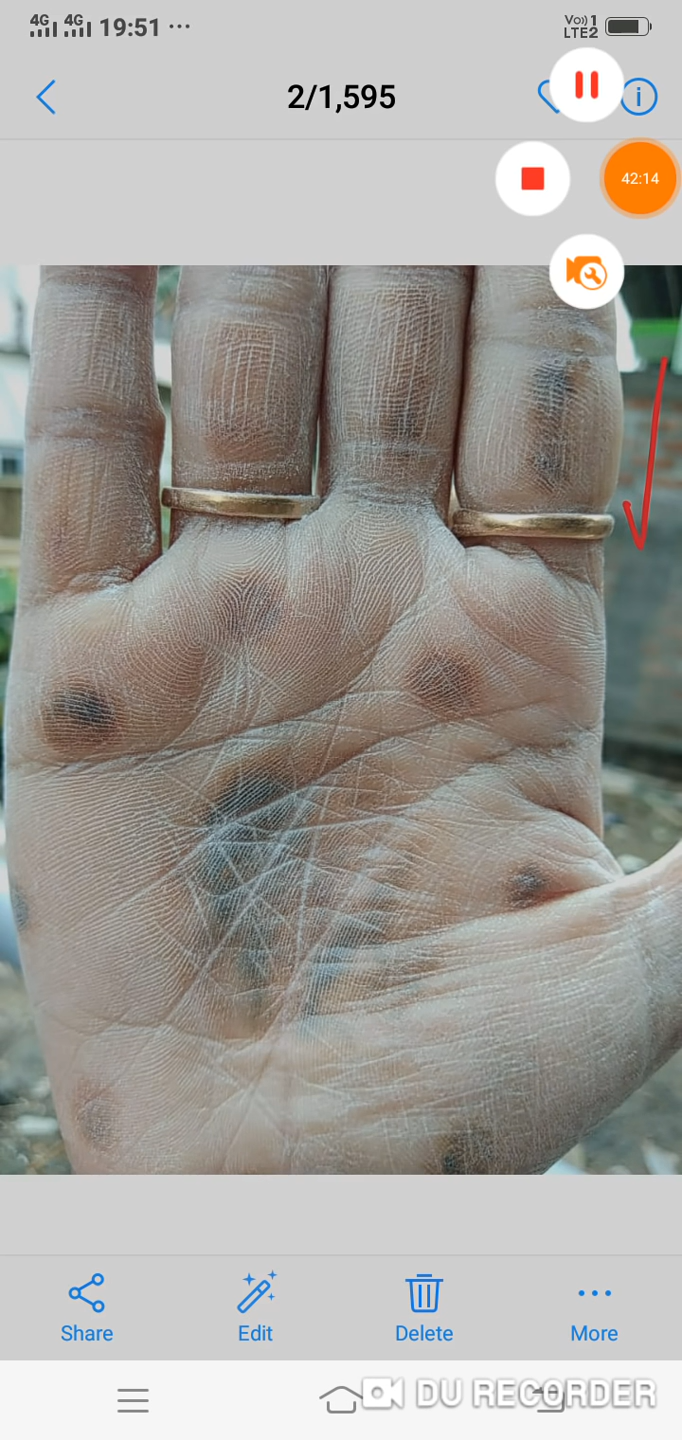 4G 4G 19:51 ...
Vo)) 1
LTE2
2/1,595
42:14
Share Edit Delete More
DU RECORDER